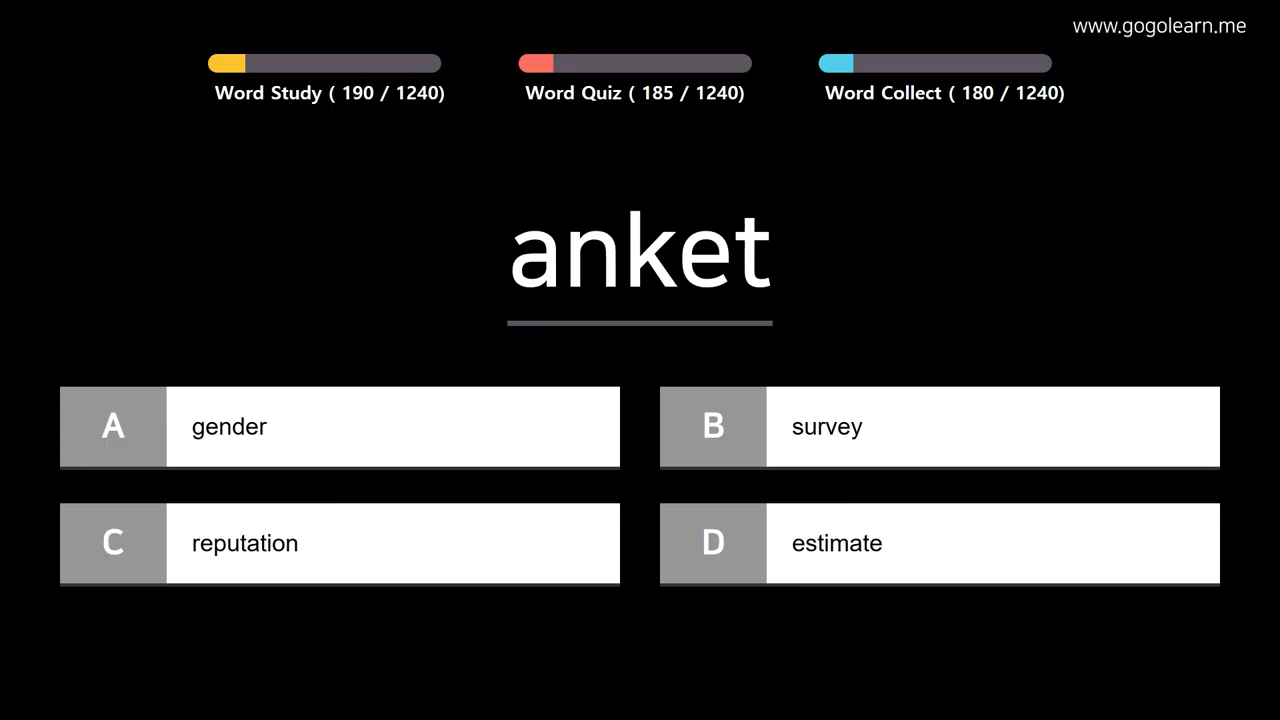 www.gogolearn.me
Word Study ( 190 / 1240)
Word Quiz ( 185 / 1240)
Word Collect ( 180 / 1240)
anket
A gender
B survey
C reputation
D estimate